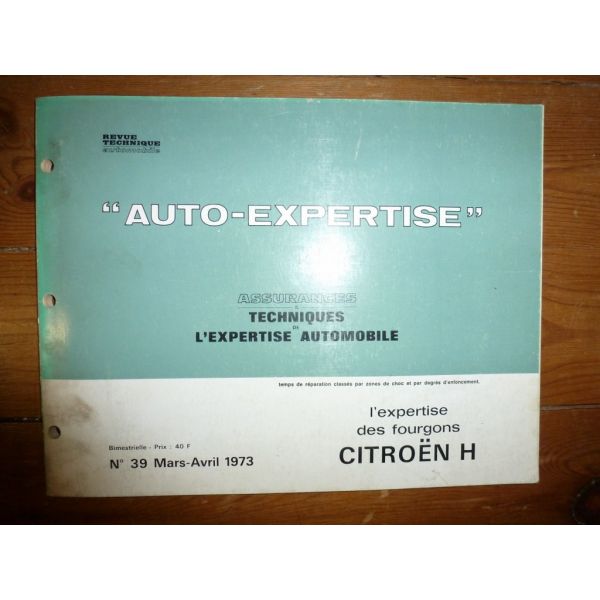 REVUE
TECHNIQUE
automobile
"AUTO-EXPERTISE"
ASSURANCES
&
TECHNIQUES
DE
L'EXPERTISE AUTOMOBILE
temps de réparation classés par zones de choc et par degrés d'enfoncement.
l'expertise
des fourgons
CITROËN H
Bimestrielle - Prix : 40 F
N° 39 Mars-Avril 1973